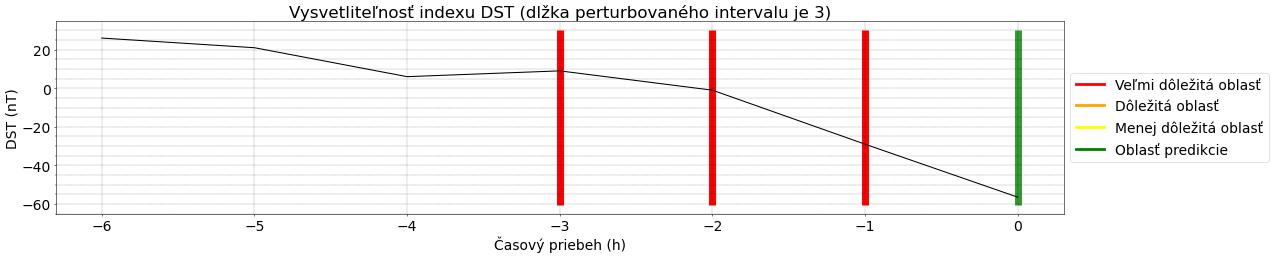 Vysvetliteľnosť indexu DST (dĺžka perturbovaného intervalu je 3)
DST (nT)
20
0
−20
−40
−60
−6 −5 −4 −3 −2 −1 0
Časový priebeh (h)
Veľmi dôležitá oblasť
Dôležitá oblasť
Menej dôležitá oblasť
Oblasť predikcie